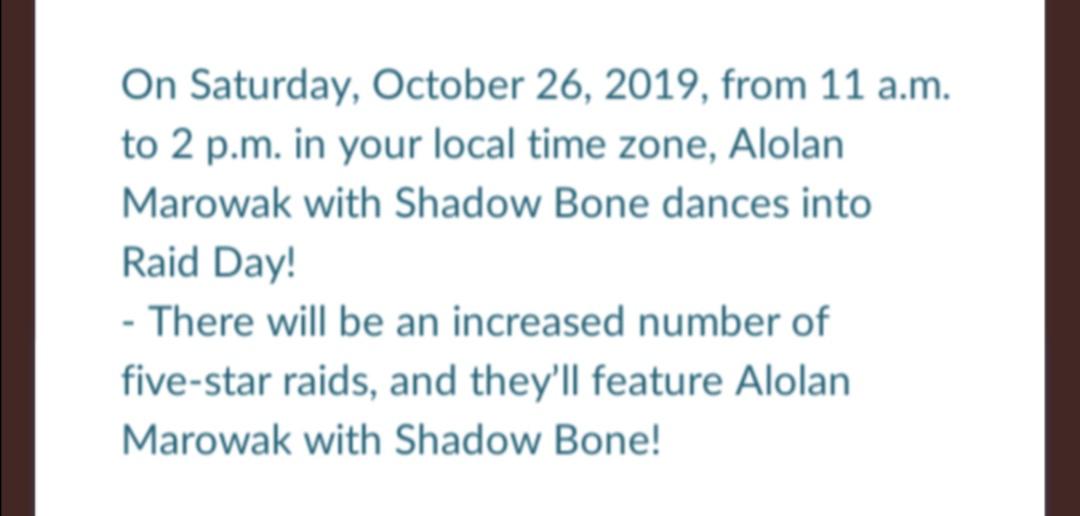 On Saturday, October 26, 2019, from 11 a.m.
to 2 p.m. in your local time zone, Alolan
Marowak with Shadow Bone dances into
Raid Day!
- There will be an increased number of
five-star raids, and they’ll feature Alolan
Marowak with Shadow Bone!